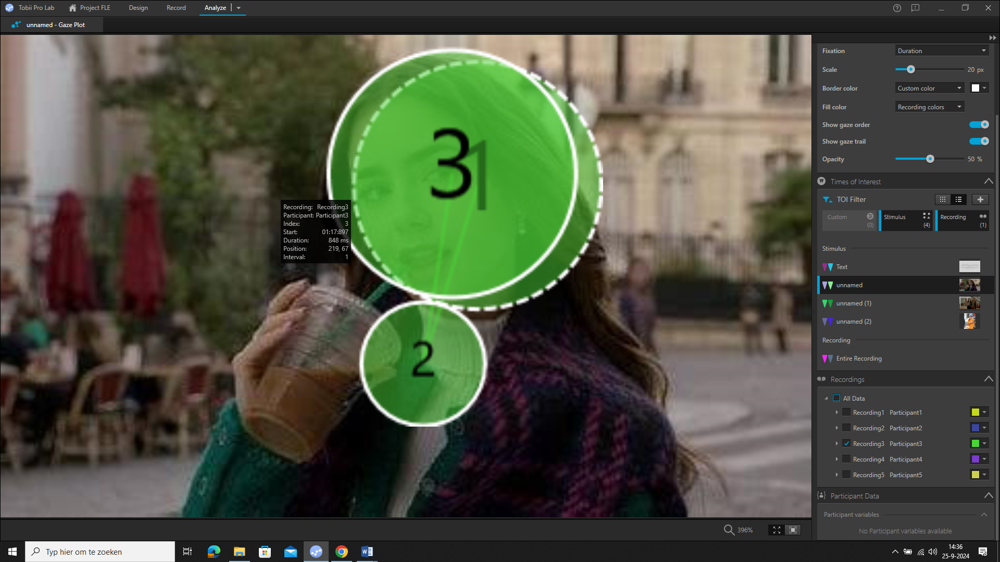 Tobii Pro Lab Project FLE Design Record Analyze
unnamed - Gaze Plot
Fixation Duration
Scale 20 px
Border color Custom color
Fill color Recording colors
Show gaze order
Show gaze trail
Opacity 50 %
Times of Interest
TOI Filter
Custom (0) Stimulus (4) Recording (1)
Stimulus
Text
unnamed
unnamed (1)
unnamed (2)
Recording
Entire Recording
Recordings
All Data
Recording1 Participant1
Recording2 Participant2
Recording3 Participant3
Recording4 Participant4
Recording5 Participant5
Participant Data
Participant variables
No Participant variables available
3
1
2
Recording: Recording3
Participant: Participant3
Index: 3
Start: 01:17:897
Duration: 848 ms
Position: 219, 67
Interval: 1
396%
Typ hier om te zoeken
14:36
25-9-2024